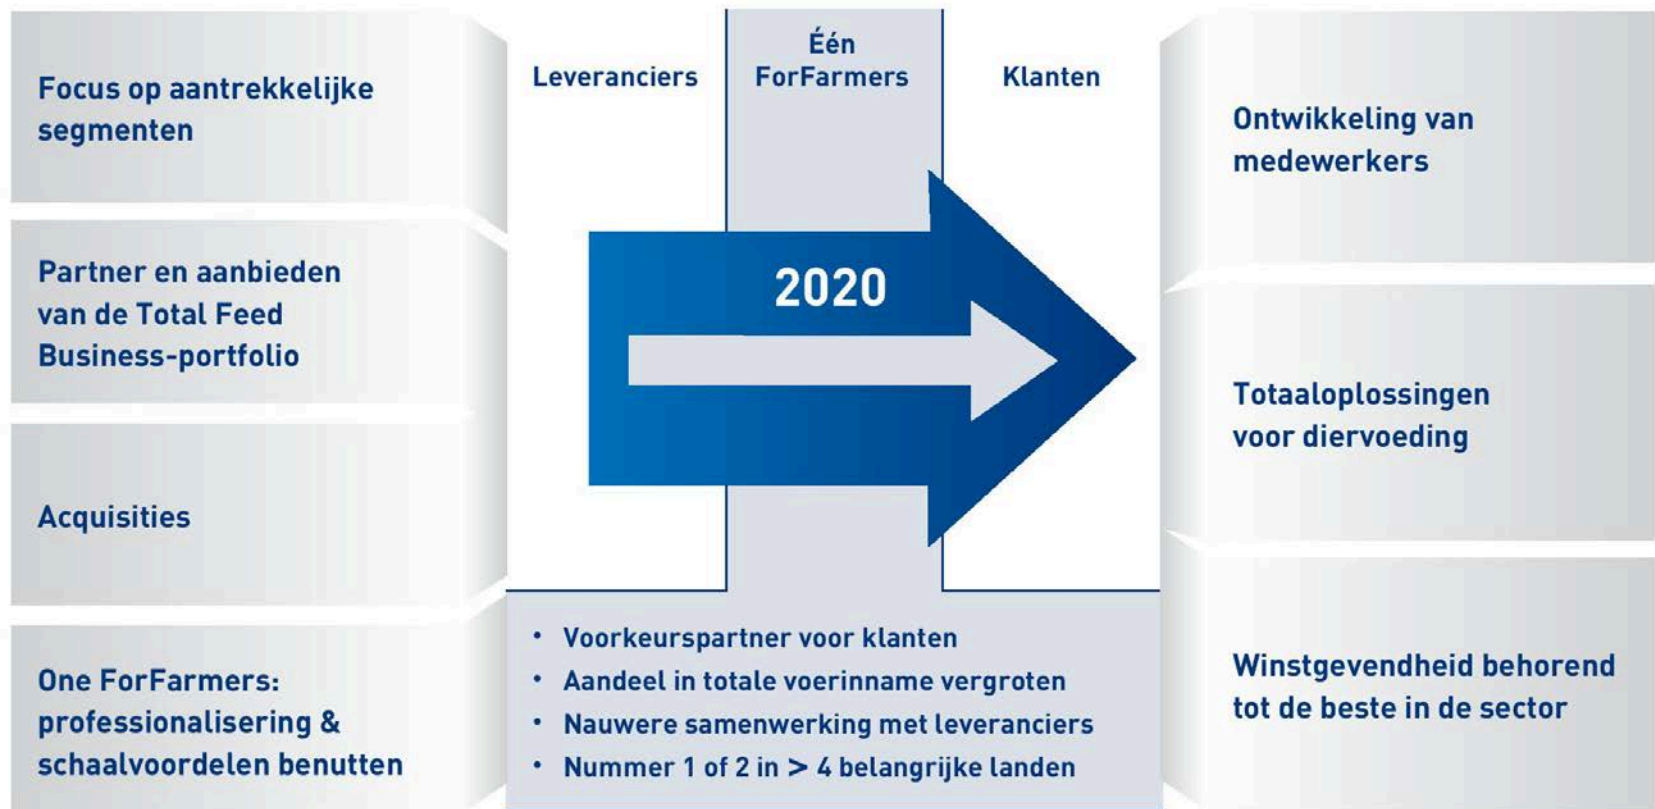 Focus op aantrekkelijke
segmenten
Partner en aanbieden
van de Total Feed
Business-portfolio
Acquisities
One ForFarmers:
professionalisering &
schaalvoordelen benutten
Leveranciers
Één
ForFarmers
Klanten
2020
• Voorkeurspartner voor klanten
• Aandeel in totale voerinname vergroten
• Nauwere samenwerking met leveranciers
• Nummer 1 of 2 in > 4 belangrijke landen
Ontwikkeling van
medewerkers
Totaaloplossingen
voor diervoeding
Winstgevendheid behorend
tot de beste in de sector